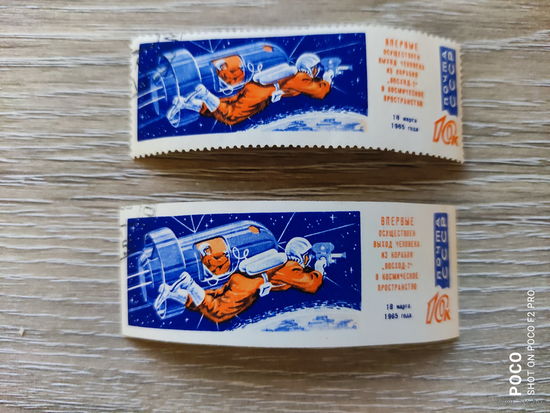 ВПЕРВЫЕ
ОСУЩЕСТВЛЕН
ВЫХОД ЧЕЛОВЕКА
ИЗ КОРАБЛЯ
„ВОСХОД-2"
В КОСМИЧЕСКОЕ
ПРОСТРАНСТВО
18 марта
1965 года
ПОЧТА
СССР
10к
ВПЕРВЫЕ
ОСУЩЕСТВЛЕН
ВЫХОД ЧЕЛОВЕКА
ИЗ КОРАБЛЯ
„ВОСХОД-2"
В КОСМИЧЕСКОЕ
ПРОСТРАНСТВО
18 марта
1965 года
ПОЧТА
СССР
10к
POCO
SHOT ON POCO F2 PRO